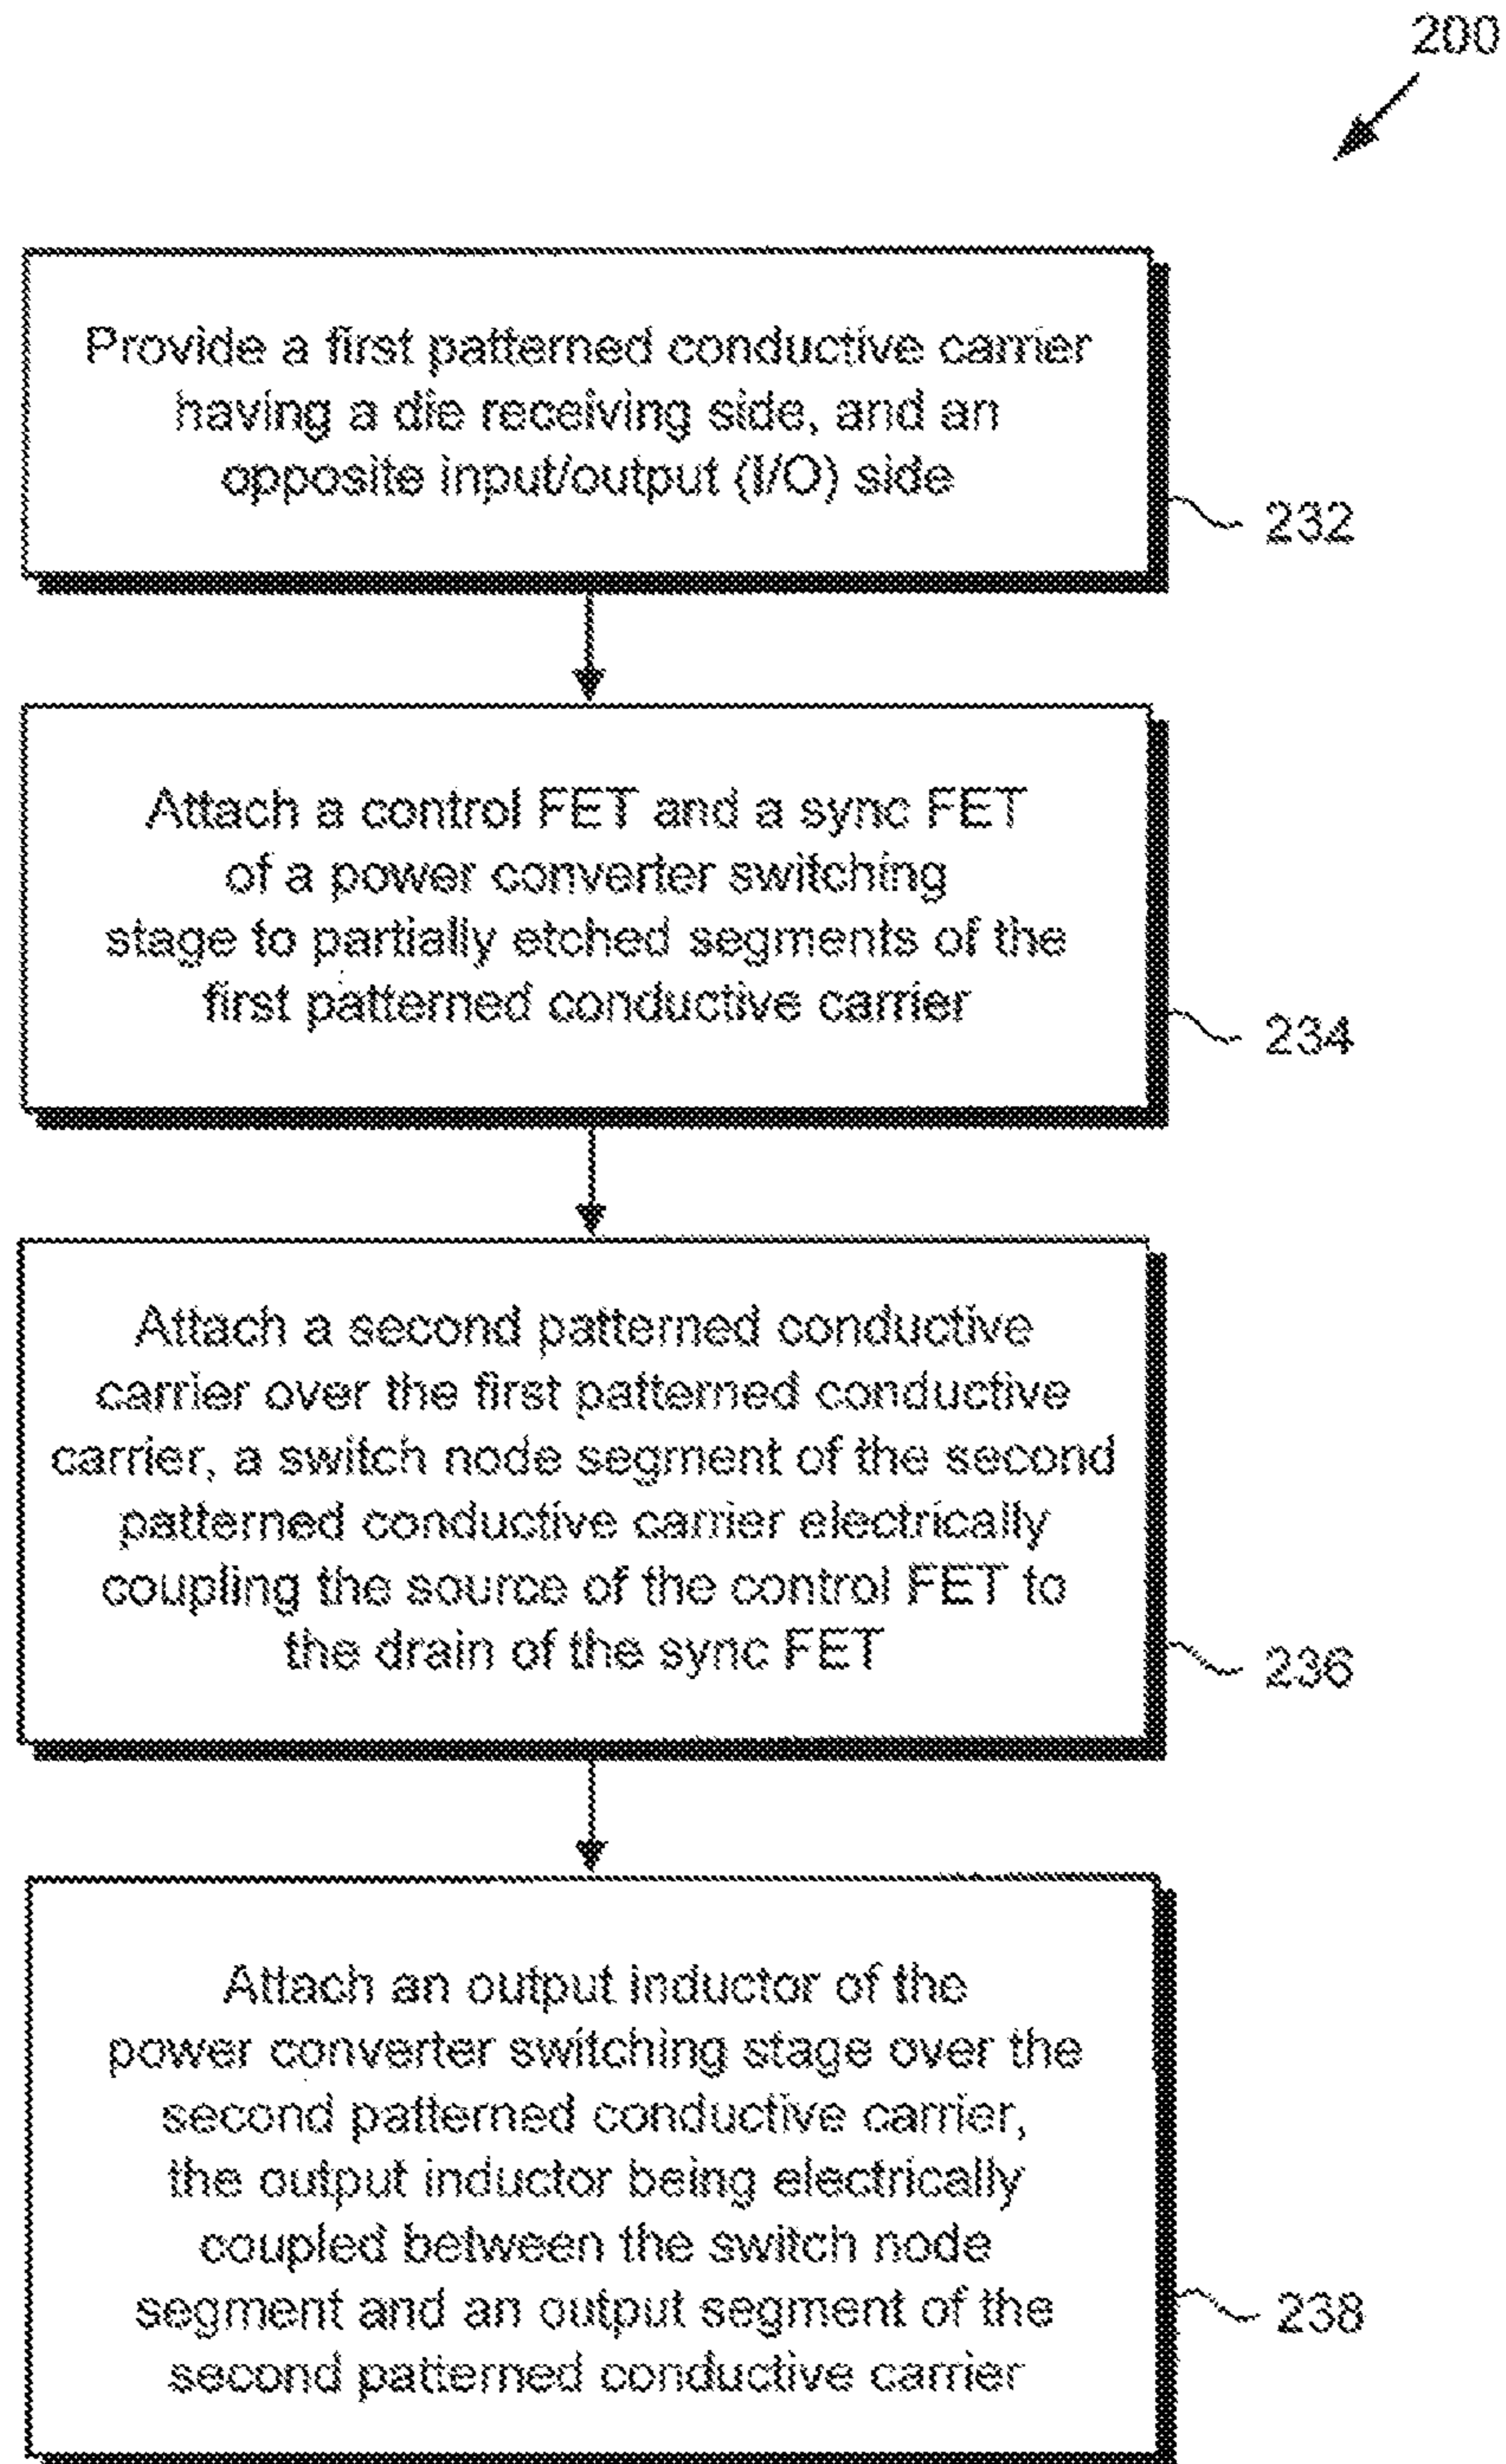 200
Provide a first patterned conductive carrier
having a die receiving side, and an
opposite input/output (I/O) side
232
Attach a control FET and a sync FET
of a power converter switching
stage to partially etched segments of the
first patterned conductive carrier
234
Attach a second patterned conductive
carrier over the first patterned conductive
carrier, a switch node segment of the second
patterned conductive carrier electrically
coupling the source of the control FET to
the drain of the sync FET
236
Attach an output inductor of the
power converter switching stage over the
second patterned conductive carrier,
the output inductor being electrically
coupled between the switch node
segment and an output segment of the
second patterned conductive carrier
238